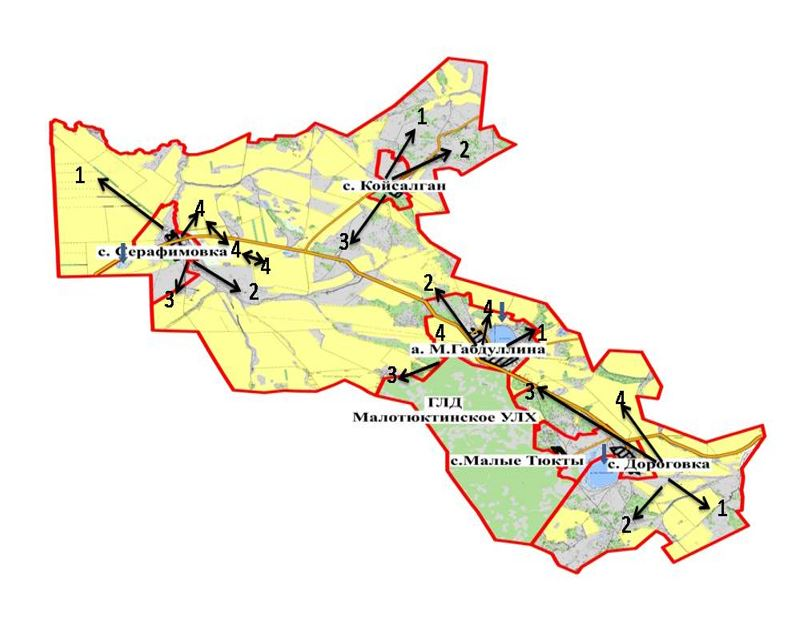 1
2
с. Койсалган
1
4
3
4
с. Серафимовка
4
3
2
2
4
1
4
а. М.Габдуллина
3
3
4
ГЛД
Малотюктинское УЛХ
с.Малые Тюкты
с. Дороговка
1
2